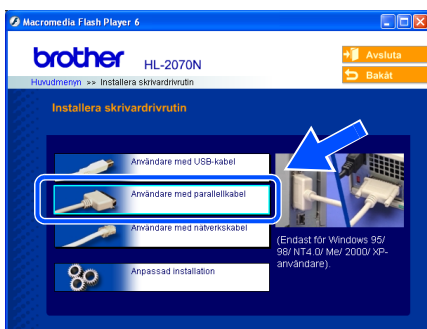 Macromedia Flash Player 6
brother HL-2070N
Avsluta
Bakåt
Huvudmenyn >> Installera skrivardrivrutin
Installera skrivardrivrutin
Användare med USB-kabel
Användare med parallellkabel
Användare med nätverkskabel
Anpassad installation
(Endast för Windows 95/
98/ NT4.0/ Me/ 2000/ XP-
användare).